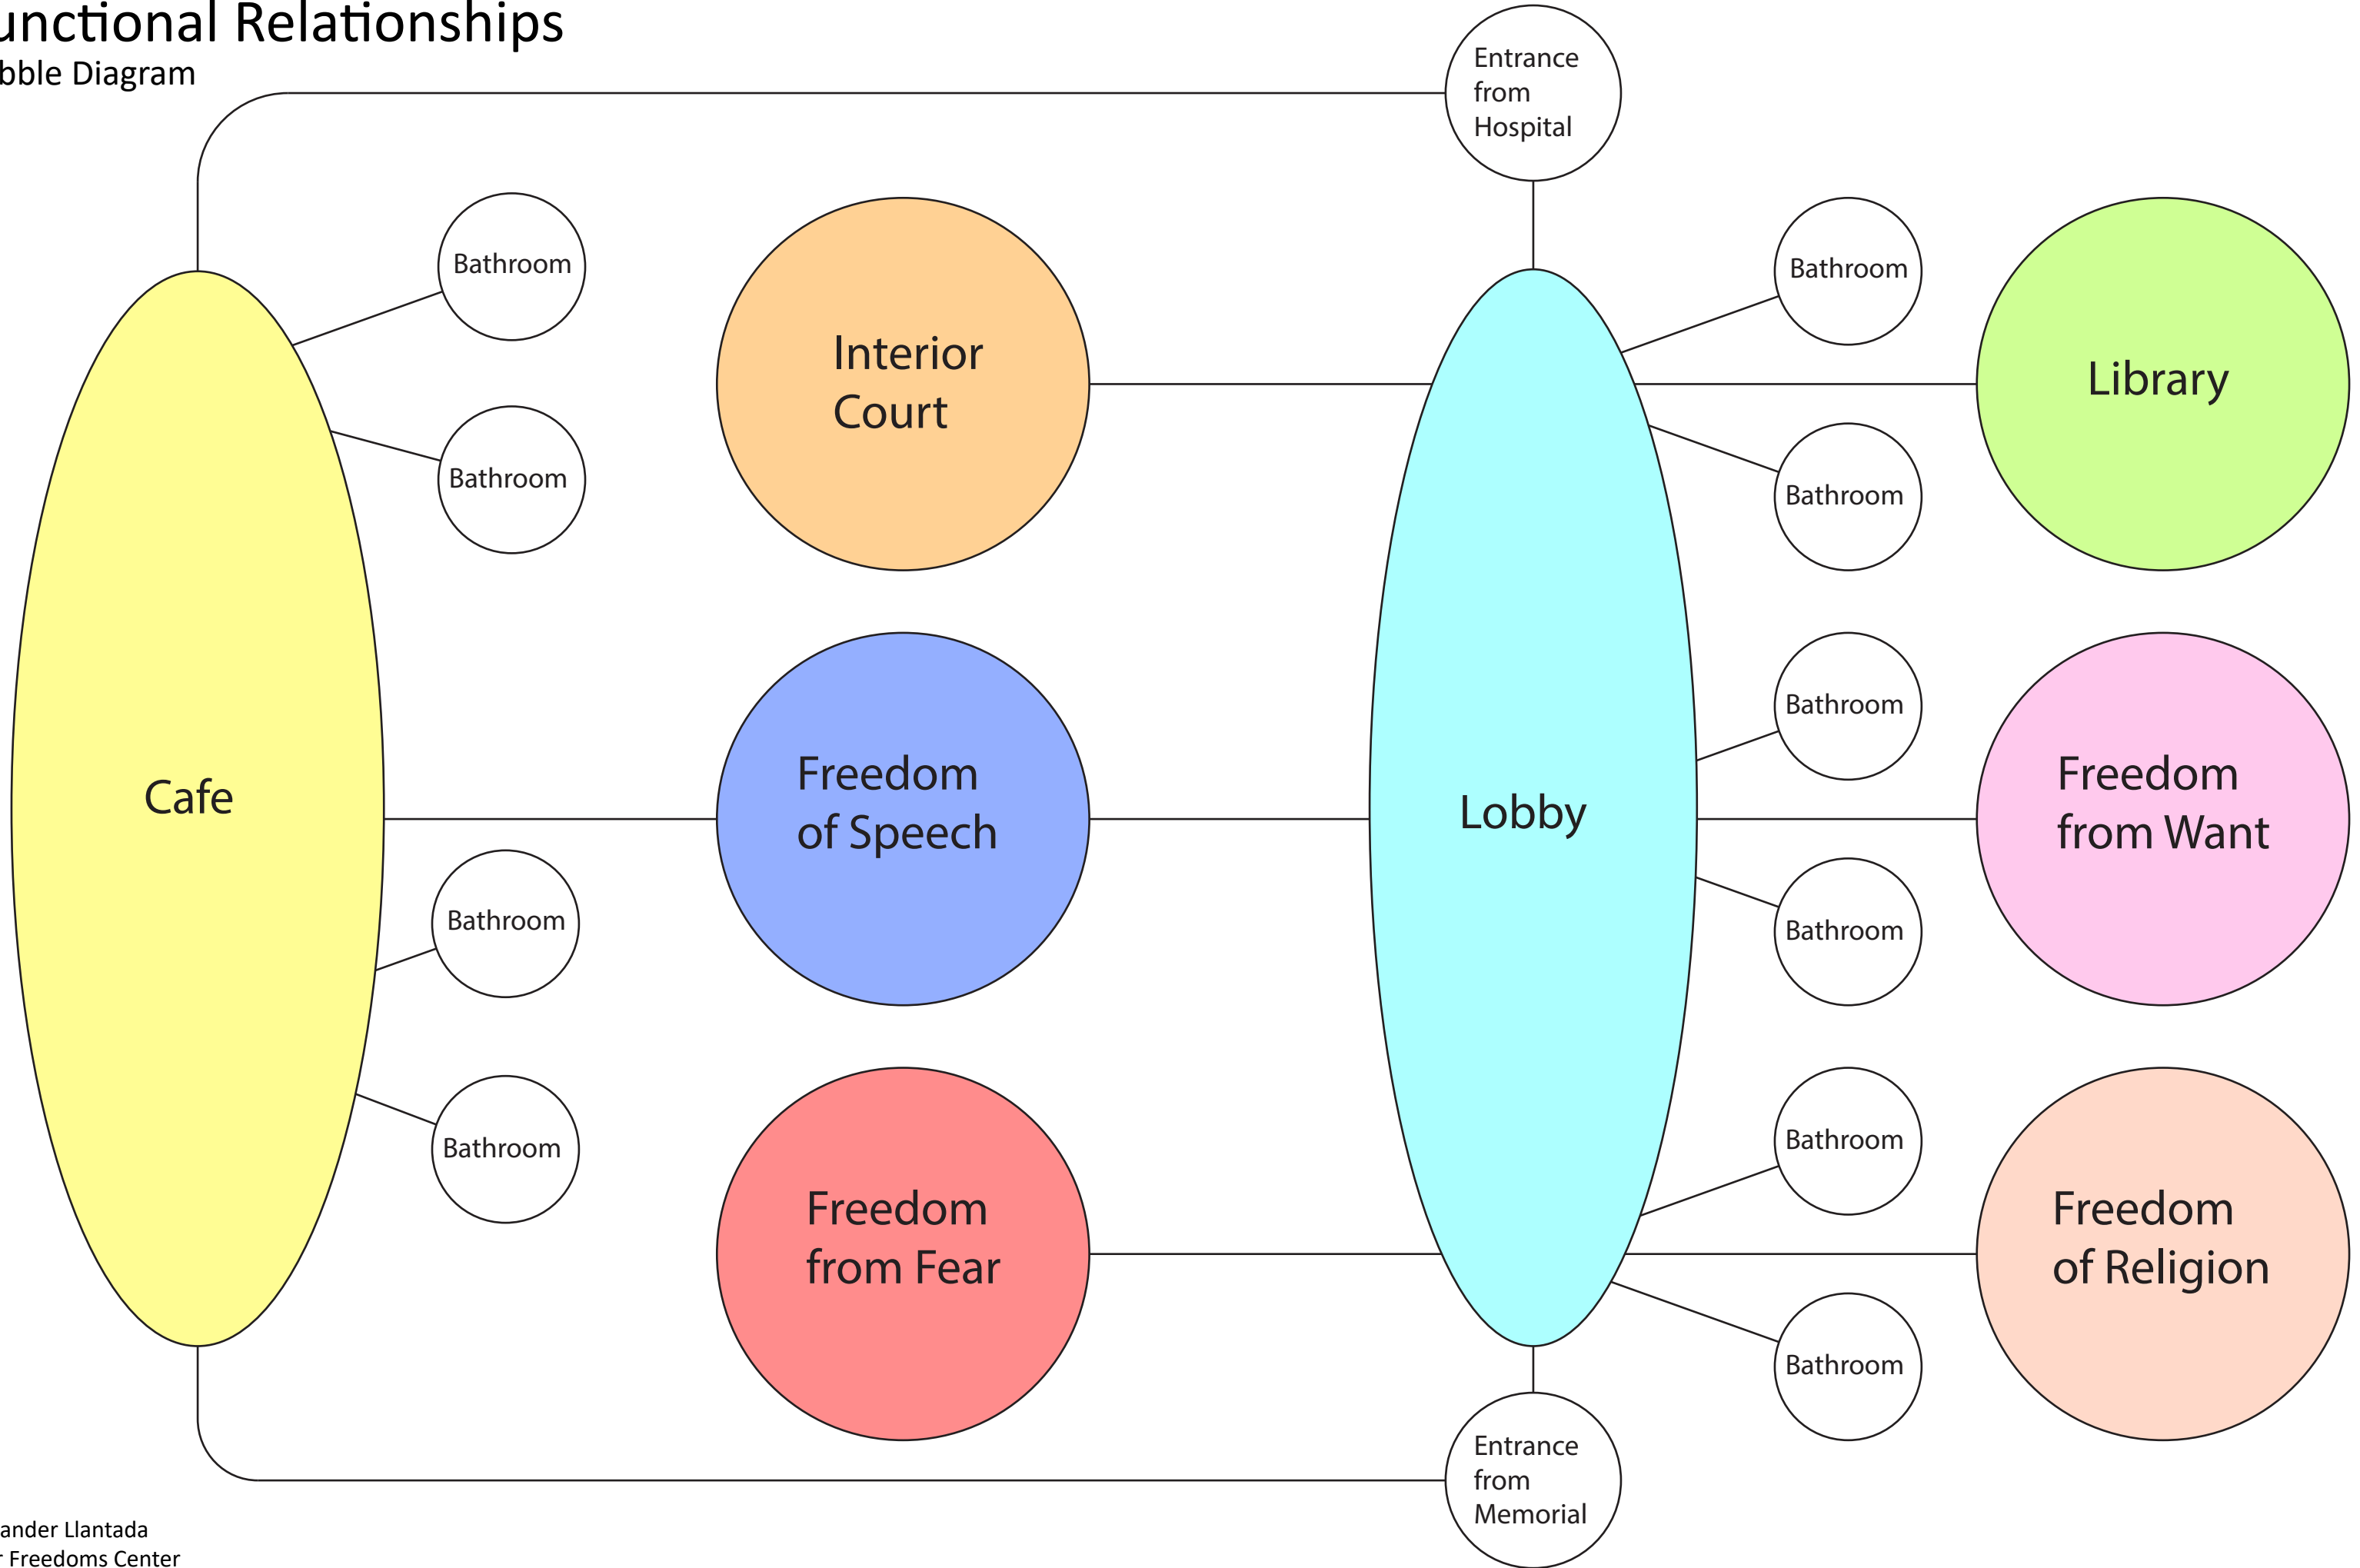 unctional Relationships
bble Diagram
Entrance
from
Hospital
Bathroom
Bathroom
Interior
Court
Bathroom
Library
Bathroom
Bathroom
Cafe
Freedom
of Speech
Lobby
Freedom
from Want
Bathroom
Bathroom
Bathroom
Bathroom
Freedom
from Fear
Freedom
of Religion
Bathroom
Entrance
from
Memorial
ander Llantada
r Freedoms Center